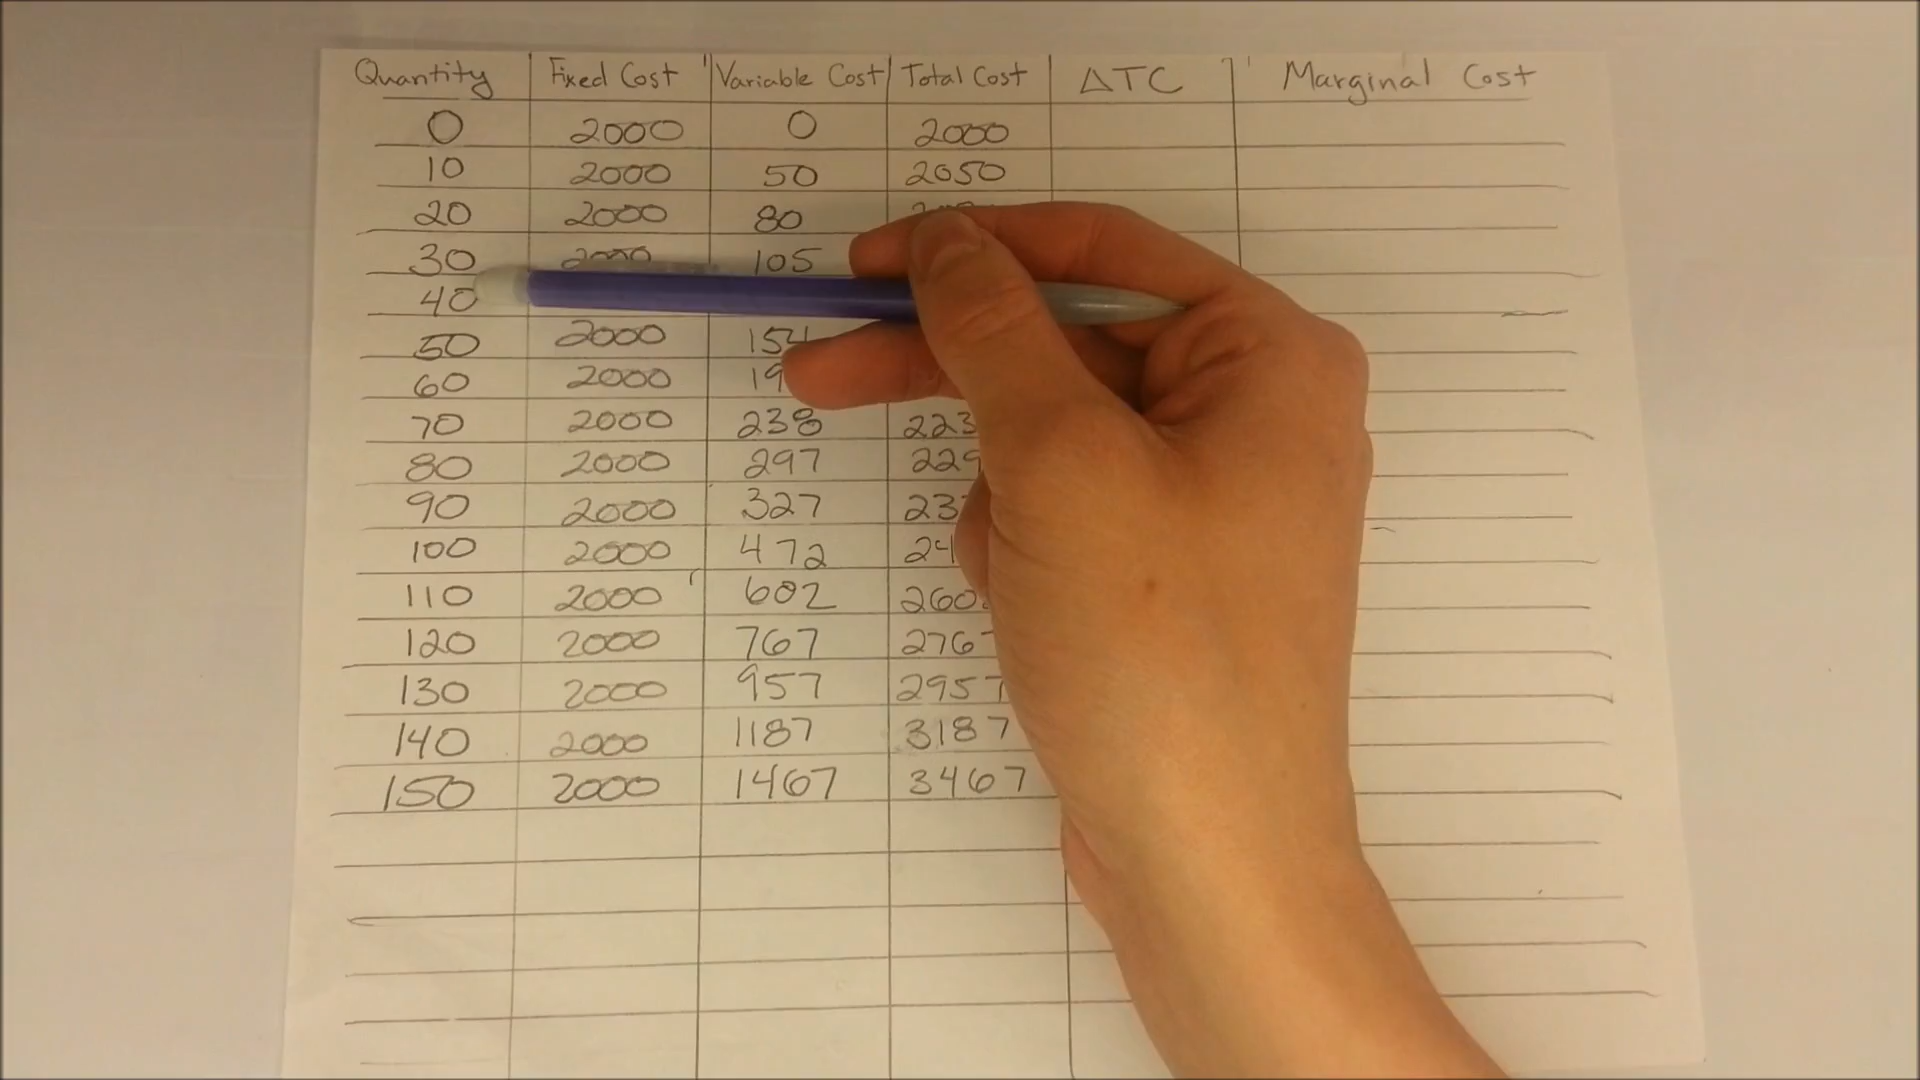 Quantity Fixed Cost Variable Cost Total Cost ΔTC Marginal Cost
0 2000 0 2000
10 2000 50 2050
20 2000 80
30 2000 105
40
50 2000 154
60 2000
70 2000 238
80 2000 297
90 2000 327
100 2000 472
110 2000 602
120 2000 767 2767
130 2000 957 2957
140 2000 1187 3187
150 2000 1467 3467